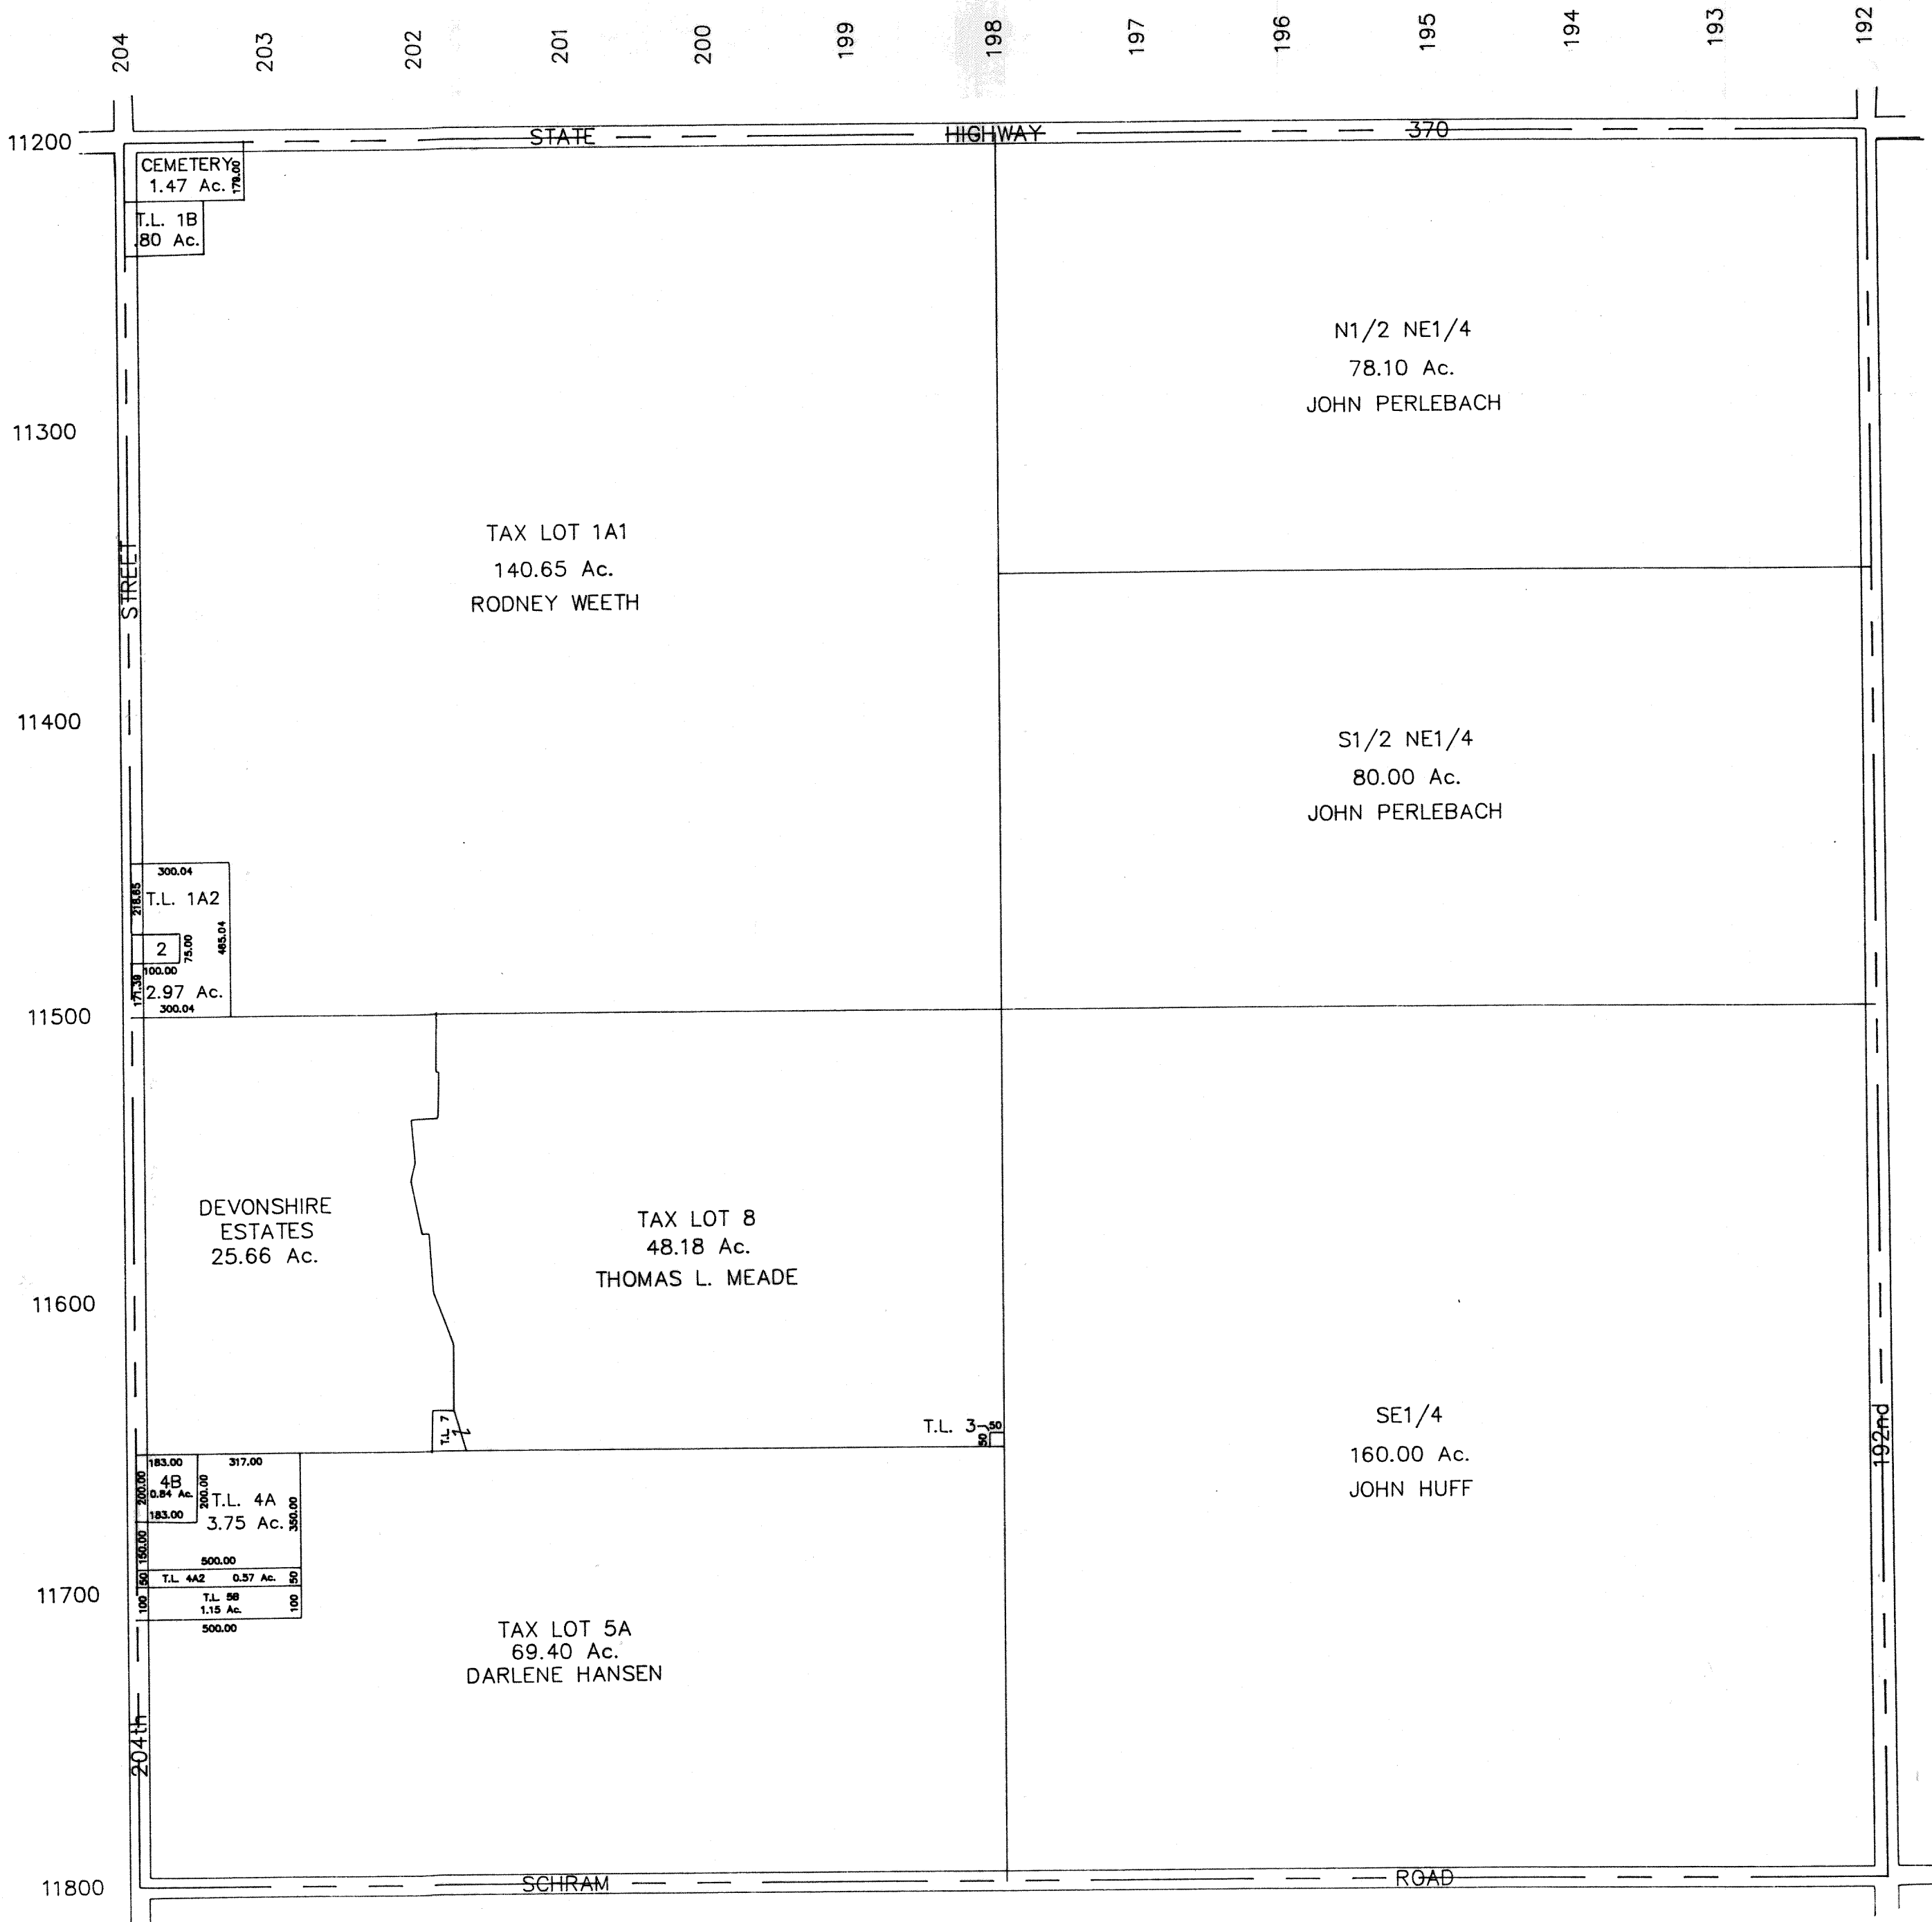 204
203
202
201
200
199
198
197
196
195
194
193
192
11200
STATE HIGHWAY 370
CEMETERY
1.47 Ac.
179.00
T.L. 1B
.80 Ac.
N1/2 NE1/4
78.10 Ac.
JOHN PERLEBACH
11300
TAX LOT 1A1
140.65 Ac.
RODNEY WEETH
STREET
11400
S1/2 NE1/4
80.00 Ac.
JOHN PERLEBACH
300.04
218.65
T.L. 1A2
485.04
2
75.00
100.00
171.39
2.97 Ac.
300.04
11500
DEVONSHIRE
ESTATES
25.66 Ac.
TAX LOT 8
48.18 Ac.
THOMAS L. MEADE
11600
T.L. 7
T.L. 3
50
50
SE1/4
160.00 Ac.
JOHN HUFF
192nd
183.00
317.00
200.00
4B
0.84 Ac.
200.00
183.00
T.L. 4A
3.75 Ac.
350.00
150.00
500.00
50
T.L. 4A2 0.57 Ac.
50
11700
100
T.L. 5B
1.15 Ac.
100
500.00
TAX LOT 5A
69.40 Ac.
DARLENE HANSEN
204th
11800
SCHRAM ROAD